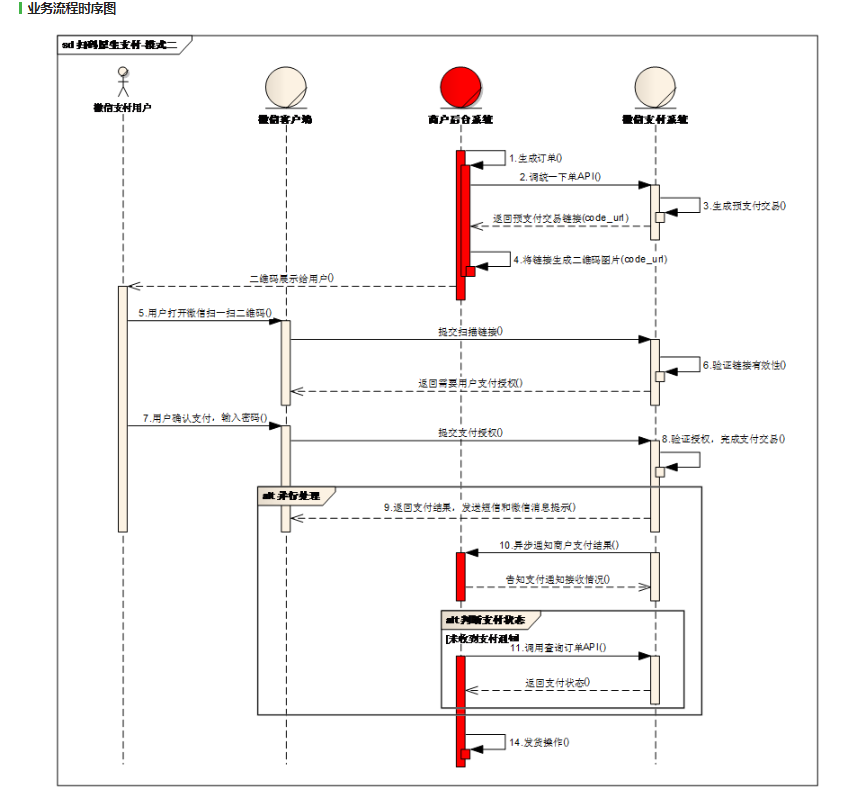 业务流程时序图
sd 扫码原生支付-模式二
微信支付用户
微信客户端
商户后台系统
微信支付系统
1.生成订单()
2.调统一下单API()
3.生成预支付交易()
返回预支付交易链接(code_url)
4.将链接生成二维码图片(code_url)
二维码展示给用户()
5.用户打开微信扫一扫二维码()
提交扫描链接()
6.验证链接有效性()
返回需要用户支付授权()
7.用户确认支付，输入密码()
提交支付授权()
8.验证授权，完成支付交易()
alt 并行处理
9.返回支付结果，发送短信和微信消息提示()
10.异步通知商户支付结果()
告知支付通知接收情况()
alt 判断支付状态
[未收到支付通知]
11.调用查询订单API()
返回支付状态()
14.发货操作()